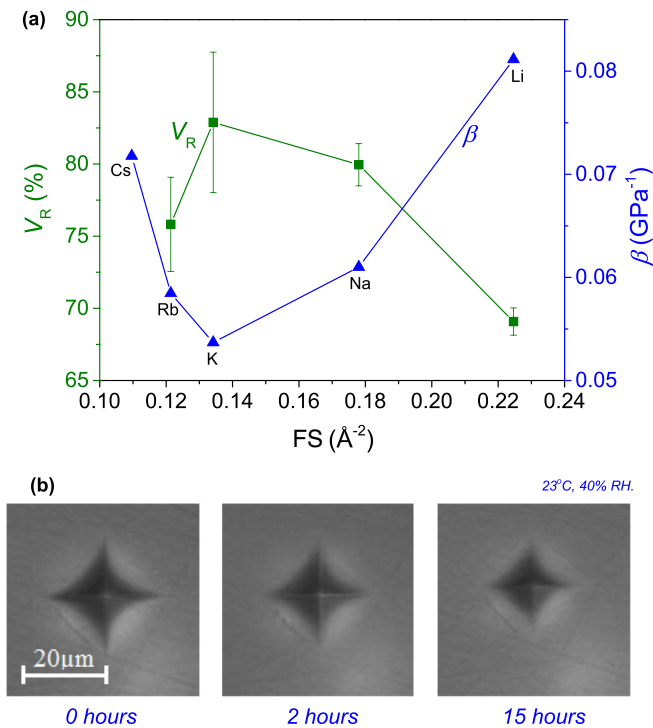 (a)
90
85
80
75
70
65
V_R (%)
V_R
β
Cs
Rb
K
Na
Li
0.08
0.07
0.06
0.05
β (GPa⁻¹)
0.10 0.12 0.14 0.16 0.18 0.20 0.22 0.24
FS (Å⁻²)
(b)
23°C, 40% RH.
20µm
0 hours 2 hours 15 hours